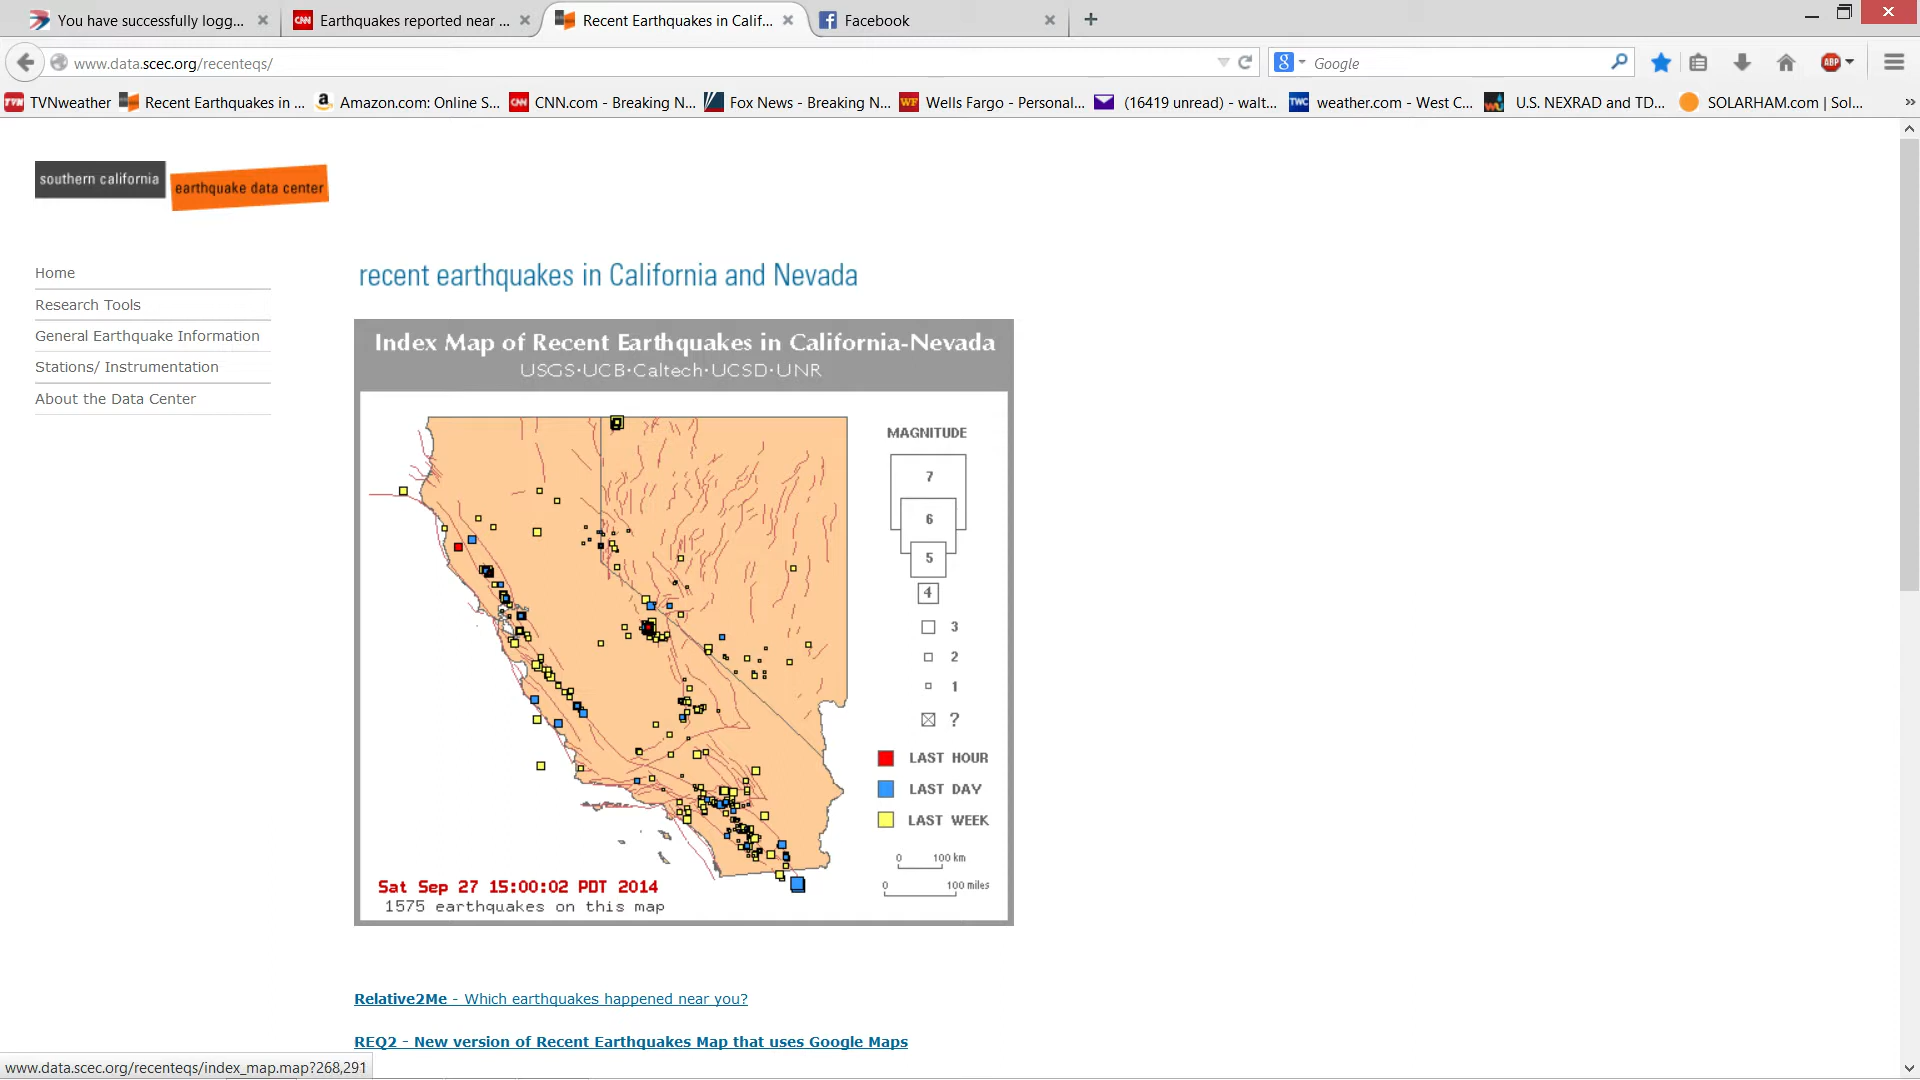 You have successfully logg...
CNN Earthquakes reported near ...
Recent Earthquakes in Calif...
Facebook
www.data.scec.org/recenteqs/
Google
ABP
TVNweather
Recent Earthquakes in ...
Amazon.com: Online S...
CNN.com - Breaking N...
Fox News - Breaking N...
WF Wells Fargo - Personal...
(16419 unread) - walt...
TWC weather.com - West C...
U.S. NEXRAD and TD...
SOLARHAM.com | Sol...
southern california
earthquake data center
Home
Research Tools
General Earthquake Information
Stations/ Instrumentation
About the Data Center
recent earthquakes in California and Nevada
Index Map of Recent Earthquakes in California-Nevada
USGS·UCB·Caltech·UCSD·UNR
MAGNITUDE
7
6
5
4
3
2
1
?
LAST HOUR
LAST DAY
LAST WEEK
0 100 km
0 100 miles
Sat Sep 27 15:00:02 PDT 2014
1575 earthquakes on this map
Relative2Me - Which earthquakes happened near you?
REQ2 - New version of Recent Earthquakes Map that uses Google Maps
www.data.scec.org/recenteqs/index_map.map?268,291